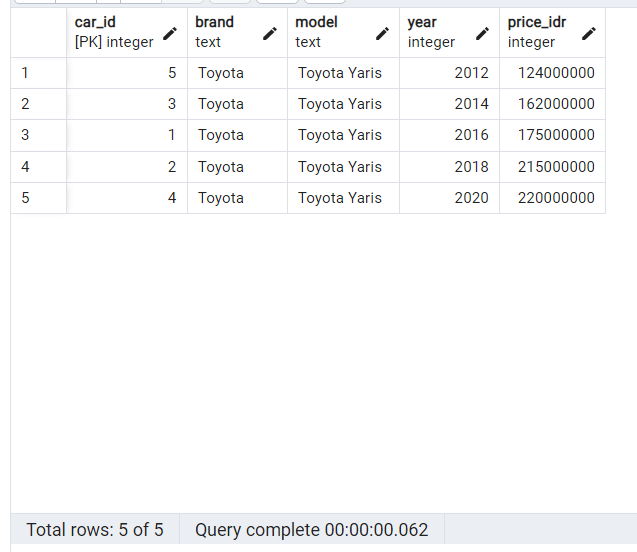 car_id brand model year price_idr
[PK] integer text text integer integer
1 5 Toyota Toyota Yaris 2012 124000000
2 3 Toyota Toyota Yaris 2014 162000000
3 1 Toyota Toyota Yaris 2016 175000000
4 2 Toyota Toyota Yaris 2018 215000000
5 4 Toyota Toyota Yaris 2020 220000000
Total rows: 5 of 5 Query complete 00:00:00.062